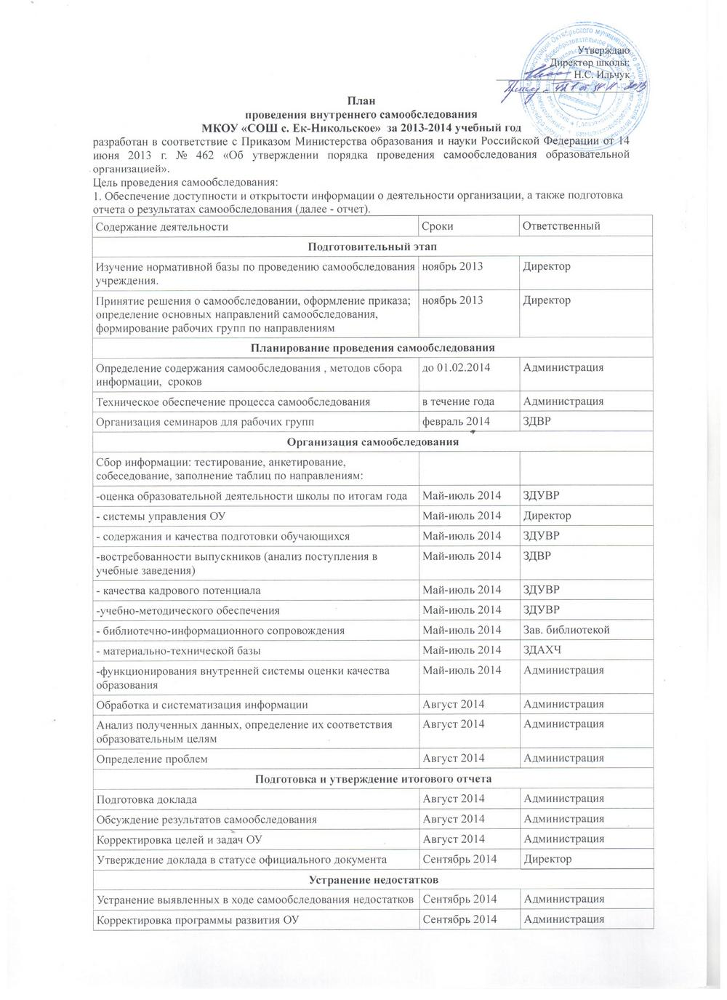 Утверждаю
Директор школы:
Н.С. Ильчук
План
проведения внутреннего самообследования
МКОУ «СОШ с. Ек-Никольское» за 2013-2014 учебный год
разработан в соответствие с Приказом Министерства образования и науки Российской Федерации от 14
июня 2013 г. № 462 «Об утверждении порядка проведения самообследования образовательной
организацией».
Цель проведения самообследования:
1. Обеспечение доступности и открытости информации о деятельности организации, а также подготовка
отчета о результатах самообследования (далее - отчет).
Содержание деятельности Сроки Ответственный
Подготовительный этап
Изучение нормативной базы по проведению самообследования ноябрь 2013 Директор
учреждения.
Принятие решения о самообследовании, оформление приказа; ноябрь 2013 Директор
определение основных направлений самообследования,
формирование рабочих групп по направлениям
Планирование проведения самообследования
Определение содержания самообследования , методов сбора до 01.02.2014 Администрация
информации, сроков
Техническое обеспечение процесса самообследования в течение года Администрация
Организация семинаров для рабочих групп февраль 2014 ЗДВР
Организация самообследования
Сбор информации: тестирование, анкетирование,
собеседование, заполнение таблиц по направлениям:
-оценка образовательной деятельности школы по итогам года Май-июль 2014 ЗДУВР
- системы управления ОУ Май-июль 2014 Директор
- содержания и качества подготовки обучающихся Май-июль 2014 ЗДУВР
-востребованности выпускников (анализ поступления в Май-июль 2014 ЗДВР
учебные заведения)
- качества кадрового потенциала Май-июль 2014 ЗДУВР
-учебно-методического обеспечения Май-июль 2014 ЗДУВР
- библиотечно-информационного сопровождения Май-июль 2014 Зав. библиотекой
- материально-технической базы Май-июль 2014 ЗДАХЧ
-функционирования внутренней системы оценки качества Май-июль 2014 Администрация
образования
Обработка и систематизация информации Август 2014 Администрация
Анализ полученных данных, определение их соответствия Август 2014 Администрация
образовательным целям
Определение проблем Август 2014 Администрация
Подготовка и утверждение итогового отчета
Подготовка доклада Август 2014 Администрация
Обсуждение результатов самообследования Август 2014 Администрация
Корректировка целей и задач ОУ Август 2014 Администрация
Утверждение доклада в статусе официального документа Сентябрь 2014 Директор
Устранение недостатков
Устранение выявленных в ходе самообследования недостатков Сентябрь 2014 Администрация
Корректировка программы развития ОУ Сентябрь 2014 Администрация